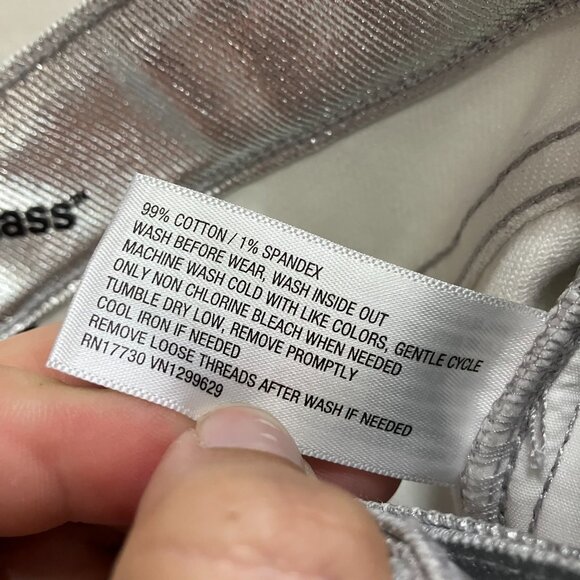 ass™
99% COTTON / 1% SPANDEX
WASH BEFORE WEAR, WASH INSIDE OUT
MACHINE WASH COLD WITH LIKE COLORS, GENTLE CYCLE
ONLY NON CHLORINE BLEACH WHEN NEEDED
TUMBLE DRY LOW, REMOVE PROMPTLY
COOL IRON IF NEEDED
REMOVE LOOSE THREADS AFTER WASH IF NEEDED
RN17730 VN1299629